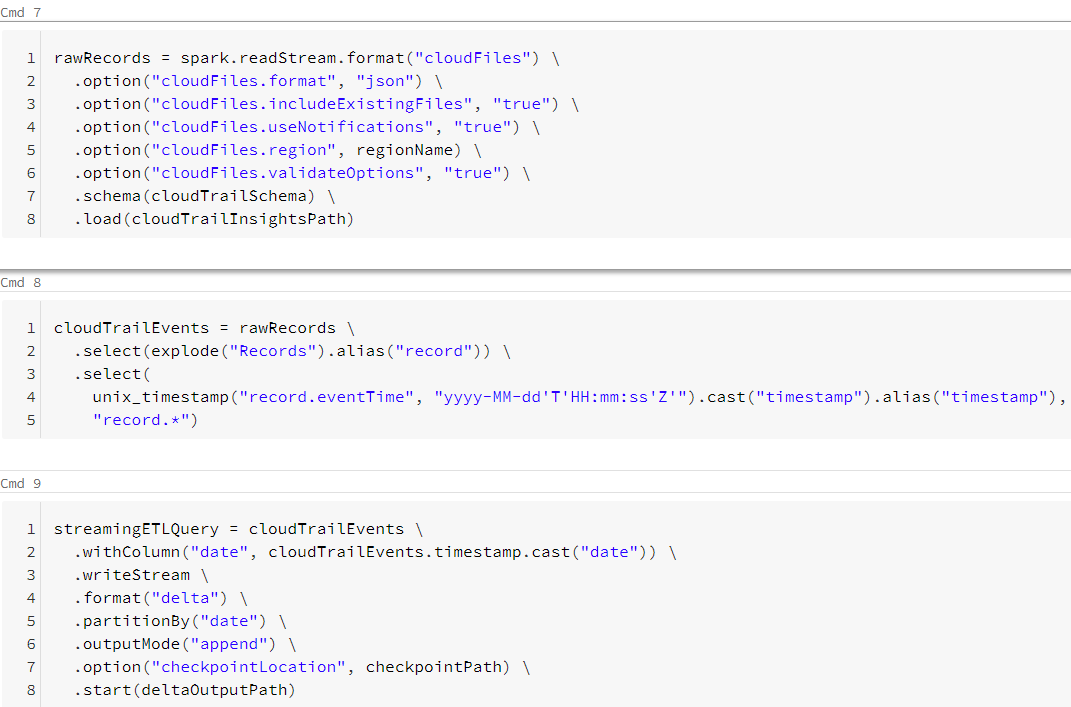 Cmd 7
1 rawRecords = spark.readStream.format("cloudFiles") \
2   .option("cloudFiles.format", "json") \
3   .option("cloudFiles.includeExistingFiles", "true") \
4   .option("cloudFiles.useNotifications", "true") \
5   .option("cloudFiles.region", regionName) \
6   .option("cloudFiles.validateOptions", "true") \
7   .schema(cloudTrailSchema) \
8   .load(cloudTrailInsightsPath)
Cmd 8
1 cloudTrailEvents = rawRecords \
2   .select(explode("Records").alias("record")) \
3   .select(
4     unix_timestamp("record.eventTime", "yyyy-MM-dd'T'HH:mm:ss'Z'").cast("timestamp").alias("timestamp"),
5     "record.*")
Cmd 9
1 streamingETLQuery = cloudTrailEvents \
2   .withColumn("date", cloudTrailEvents.timestamp.cast("date")) \
3   .writeStream \
4   .format("delta") \
5   .partitionBy("date") \
6   .outputMode("append") \
7   .option("checkpointLocation", checkpointPath) \
8   .start(deltaOutputPath)